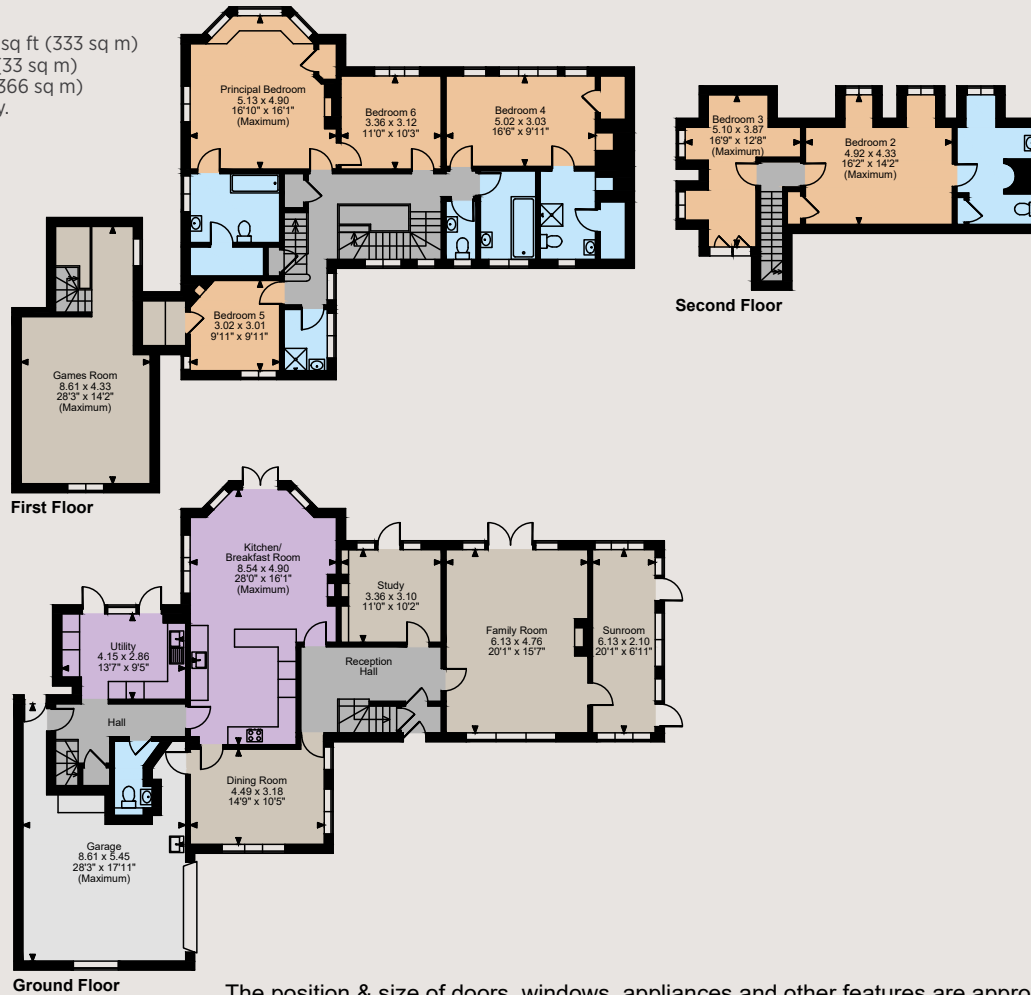 sq ft (333 sq m)
(33 sq m)
366 sq m)
y.
Principal Bedroom
5.13 x 4.90
16'10" x 16'1"
(Maximum)
Bedroom 6
3.36 x 3.12
11'0" x 10'3"
Bedroom 4
5.02 x 3.03
16'6" x 9'11"
Bedroom 3
5.10 x 3.87
16'9" x 12'8"
(Maximum)
Bedroom 2
4.92 x 4.33
16'2" x 14'2"
(Maximum)
Second Floor
Bedroom 5
3.02 x 3.01
9'11" x 9'11"
Games Room
8.61 x 4.33
28'3" x 14'2"
(Maximum)
First Floor
Kitchen/
Breakfast Room
8.54 x 4.90
28'0" x 16'1"
(Maximum)
Study
3.36 x 3.10
11'0" x 10'2"
Family Room
6.13 x 4.76
20'1" x 15'7"
Sunroom
6.13 x 2.10
20'1" x 6'11"
Utility
4.15 x 2.86
13'7" x 9'5"
Reception
Hall
Hall
Dining Room
4.49 x 3.18
14'9" x 10'5"
Garage
8.61 x 5.45
28'3" x 17'11"
(Maximum)
Ground Floor
The position & size of doors, windows, appliances and other features are appro